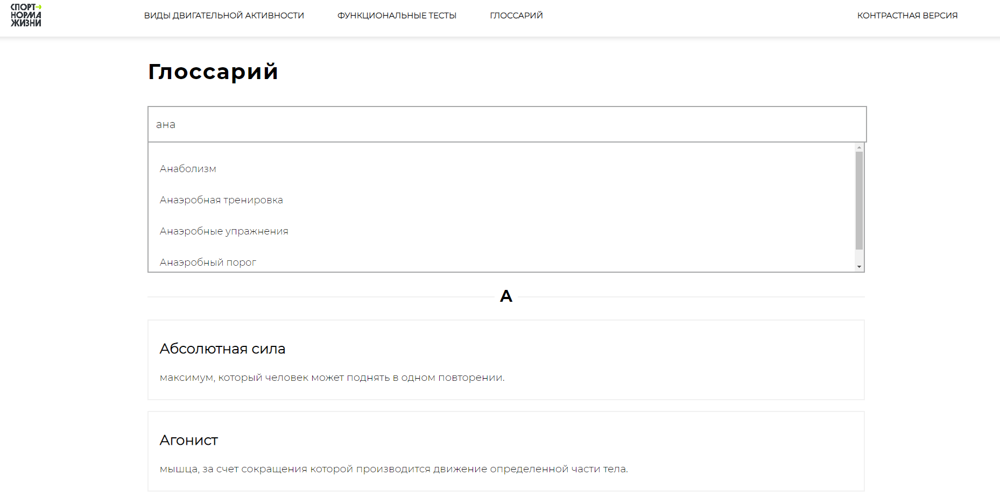 СПОРТ
НОРМА
ЖИЗНИ
ВИДЫ ДВИГАТЕЛЬНОЙ АКТИВНОСТИ
ФУНКЦИОНАЛЬНЫЕ ТЕСТЫ
ГЛОССАРИЙ
КОНТРАСТНАЯ ВЕРСИЯ
Глоссарий
ана
Анаболизм
Анаэробная тренировка
Анаэробные упражнения
Анаэробный порог
А
Абсолютная сила
максимум, который человек может поднять в одном повторении.
Агонист
мышца, за счет сокращения которой производится движение определенной части тела.